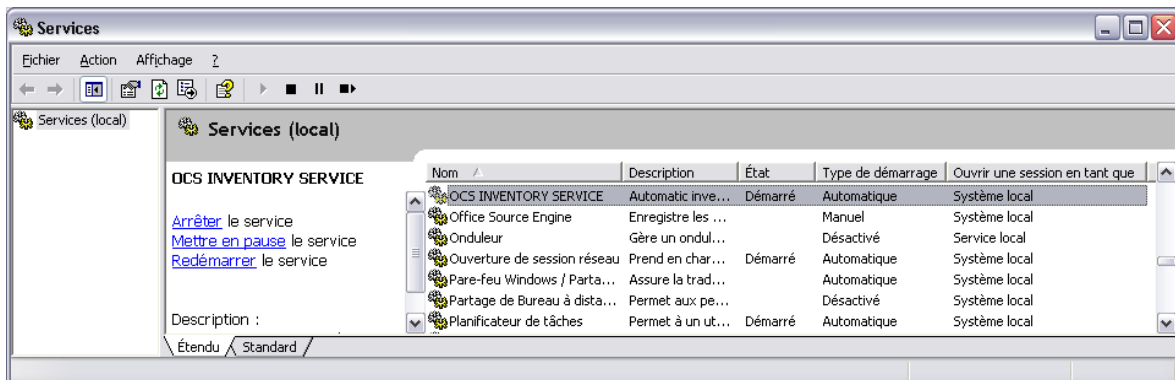 Services
Fichier Action Affichage ?
Services (local)
Services (local)
OCS INVENTORY SERVICE
Arrêter le service
Mettre en pause le service
Redémarrer le service
Description :
Nom Description État Type de démarrage Ouvrir une session en tant que
OCS INVENTORY SERVICE Automatic inve... Démarré Automatique Système local
Office Source Engine Enregistre les ... Manuel Système local
Onduleur Gère un ondul... Désactivé Service local
Ouverture de session réseau Prend en char... Démarré Automatique Système local
Pare-feu Windows / Parta... Assure la trad... Automatique Système local
Partage de Bureau à dista... Permet aux pe... Désactivé Système local
Planificateur de tâches Permet à un ut... Démarré Automatique Système local
Étendu Standard